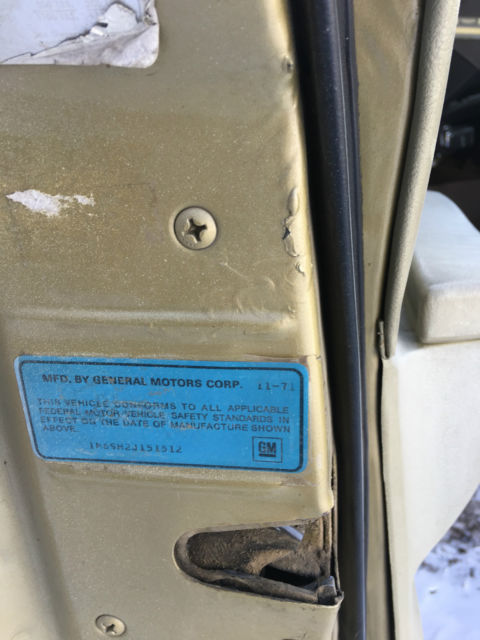 MFD. BY GENERAL MOTORS CORP. 11-71
THIS VEHICLE CONFORMS TO ALL APPLICABLE
FEDERAL MOTOR VEHICLE SAFETY STANDARDS IN
EFFECT ON THE DATE OF MANUFACTURE SHOWN
ABOVE.
1M69H2J151512
GM